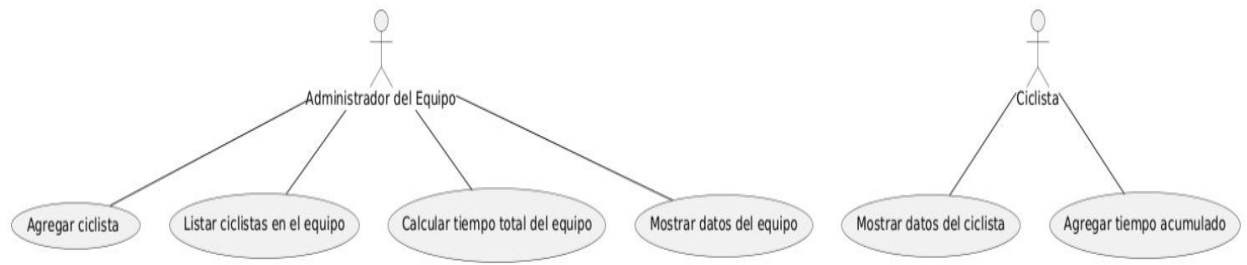 Administrador del Equipo
Ciclista
Agregar ciclista
Listar ciclistas en el equipo
Calcular tiempo total del equipo
Mostrar datos del equipo
Mostrar datos del ciclista
Agregar tiempo acumulado